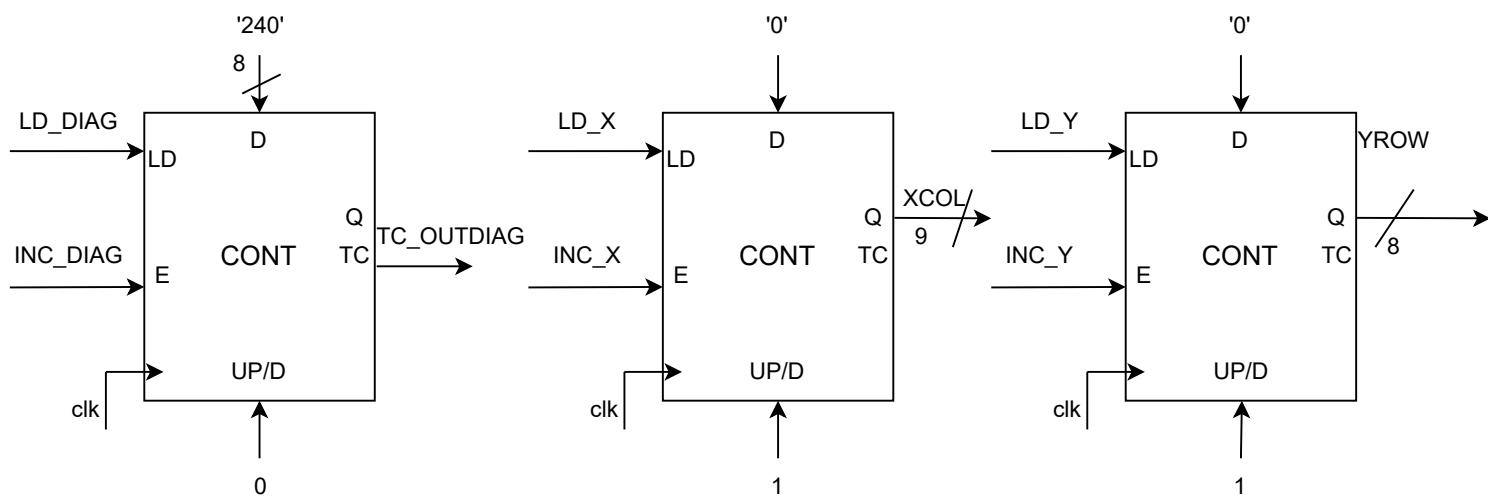 '240'
8
LD_DIAG
D
LD
Q
INC_DIAG
CONT
TC
TC_OUTDIAG
E
UP/D
clk
0
'0'
LD_X
D
LD
XCOL
Q
9
INC_X
CONT
TC
E
UP/D
clk
1
'0'
LD_Y
D
YROW
LD
Q
8
INC_Y
CONT
TC
E
UP/D
clk
1